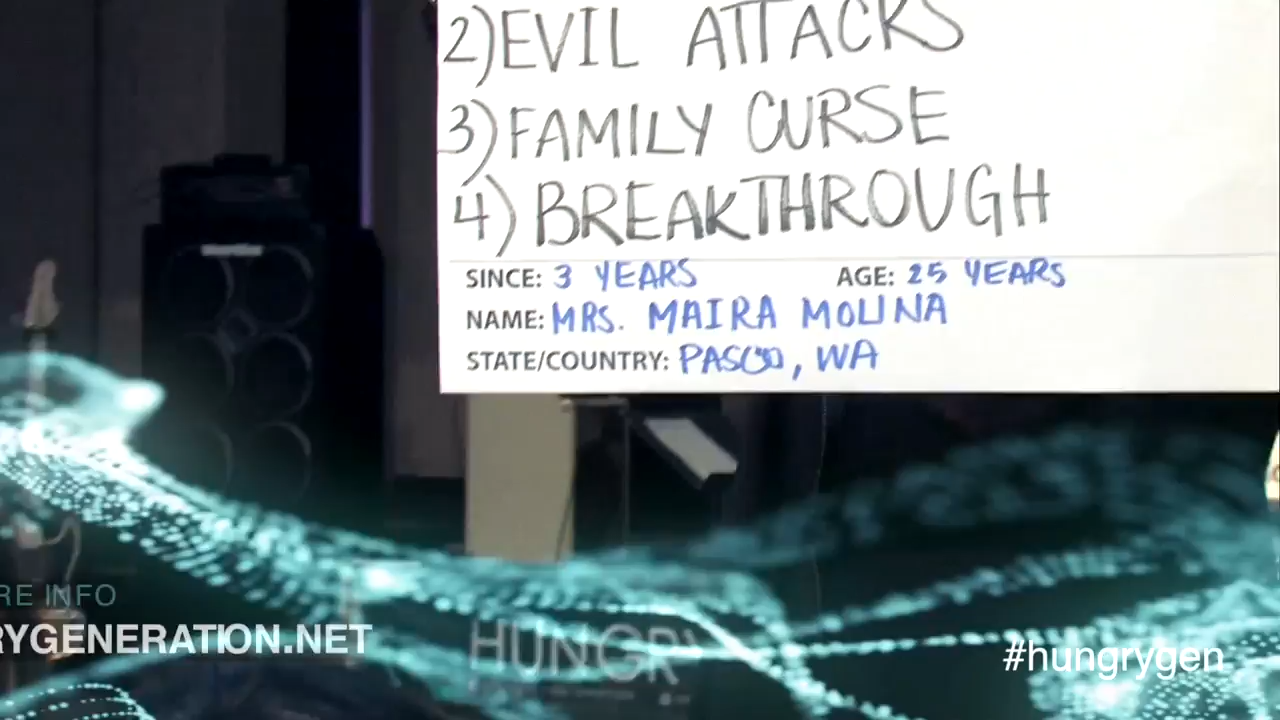 2) EVIL ATTACKS
3) FAMILY CURSE
4) BREAKTHROUGH
SINCE: 3 YEARS AGE: 25 YEARS
NAME: MRS. MAIRA MOLINA
STATE/COUNTRY: PASCO, WA
RE INFO
RYGENERATION.NET
HUNGRY
#hungrygen